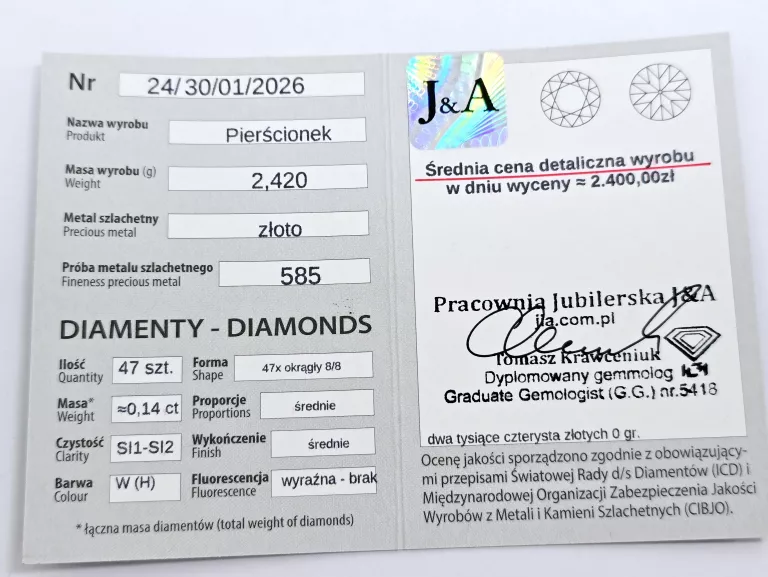 Nr 24/30/01/2026
Nazwa wyrobu
Produkt
Pierścionek
Masa wyrobu (g)
Weight
2,420
Metal szlachetny
Precious metal
złoto
Próba metalu szlachetnego
Fineness precious metal
585
DIAMENTY - DIAMONDS
Ilość
Quantity
47 szt.
Forma
Shape
47x okrągły 8/8
Masa*
Weight
≈0,14 ct
Proporcje
Proportions
średnie
Czystość
Clarity
SI1-SI2
Wykończenie
Finish
średnie
Barwa
Colour
W (H)
Fluorescencja
Fluorescence
wyraźna - brak
* łączna masa diamentów (total weight of diamonds)
J&A
Średnia cena detaliczna wyrobu
w dniu wyceny ≈ 2.400,00zł
Pracownia Jubilerska J&A
jla.com.pl
Tomasz Krawceniuk
Dyplomowany gemmolog
Graduate Gemologist (G.G.) nr.5418
dwa tysiące czterysta złotych 0 gr.
Ocenę jakości sporządzono zgodnie z obowiązują-
mi przepisami Światowej Rady d/s Diamentów (ICD) i
Międzynarodowej Organizacji Zabezpieczenia Jakości
Wyrobów z Metali i Kamieni Szlachetnych (CIBJO).